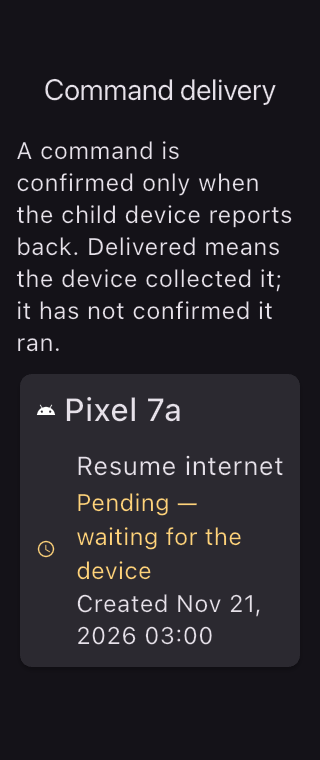 Command delivery
A command is
confirmed only when
the child device reports
back. Delivered means
the device collected it;
it has not confirmed it
ran.
Pixel 7a
Resume internet
Pending —
waiting for the
device
Created Nov 21,
2026 03:00